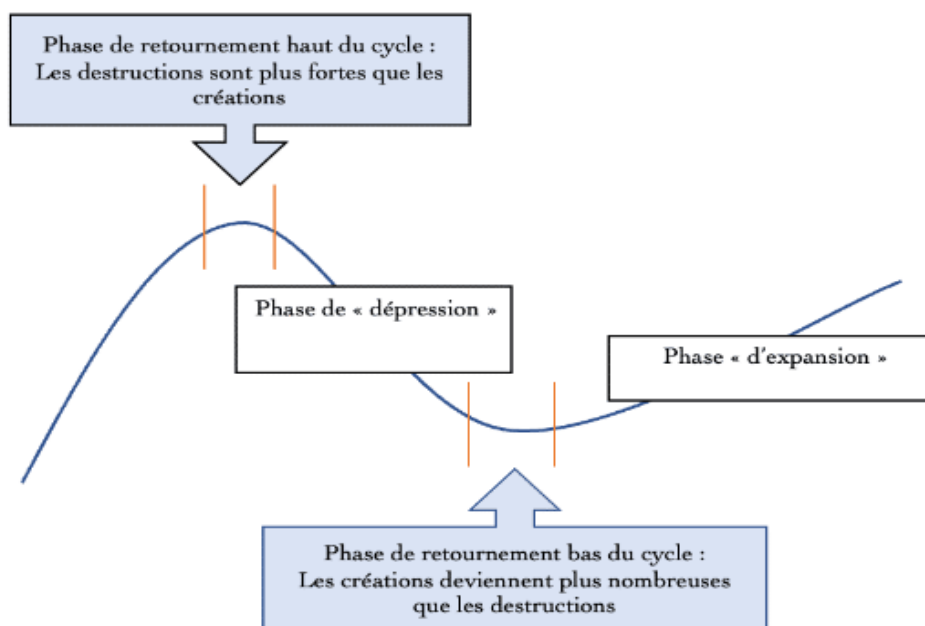 Phase de retournement haut du cycle :
Les destructions sont plus fortes que les
créations
Phase de « dépression »
Phase « d'expansion »
Phase de retournement bas du cycle :
Les créations deviennent plus nombreuses
que les destructions